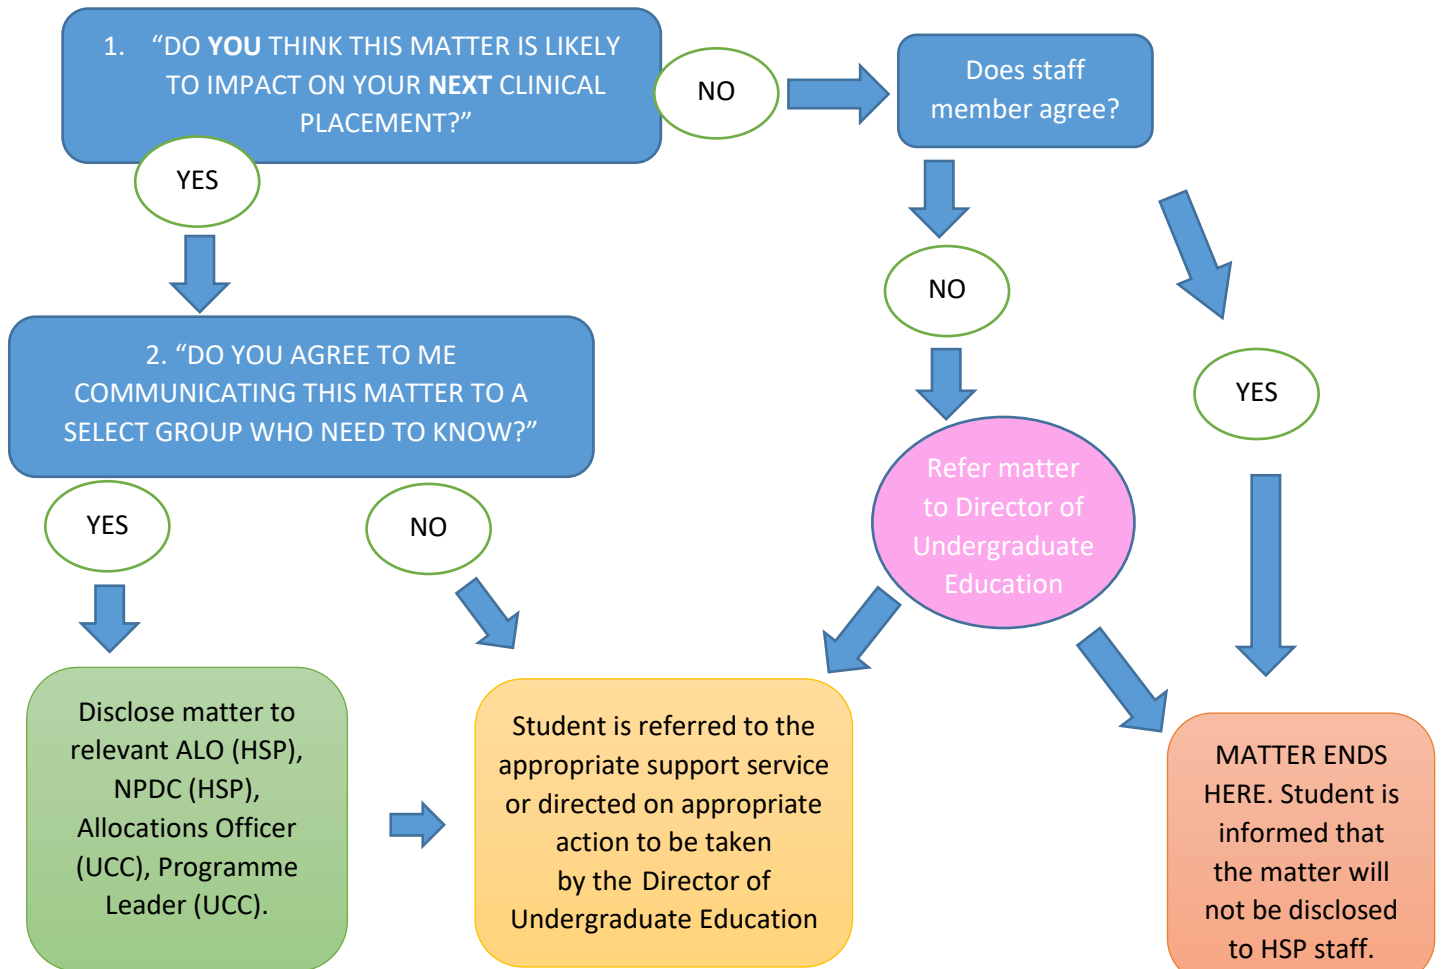 1. “DO YOU THINK THIS MATTER IS LIKELY
TO IMPACT ON YOUR NEXT CLINICAL
PLACEMENT?”
NO
Does staff
member agree?
YES
NO
YES
2. “DO YOU AGREE TO ME
COMMUNICATING THIS MATTER TO A
SELECT GROUP WHO NEED TO KNOW?”
YES
NO
Refer matter
to Director of
Undergraduate
Education
Disclose matter to
relevant ALO (HSP),
NPDC (HSP),
Allocations Officer
(UCC), Programme
Leader (UCC).
Student is referred to the
appropriate support service
or directed on appropriate
action to be taken
by the Director of
Undergraduate Education
MATTER ENDS
HERE. Student is
informed that
the matter will
not be disclosed
to HSP staff.